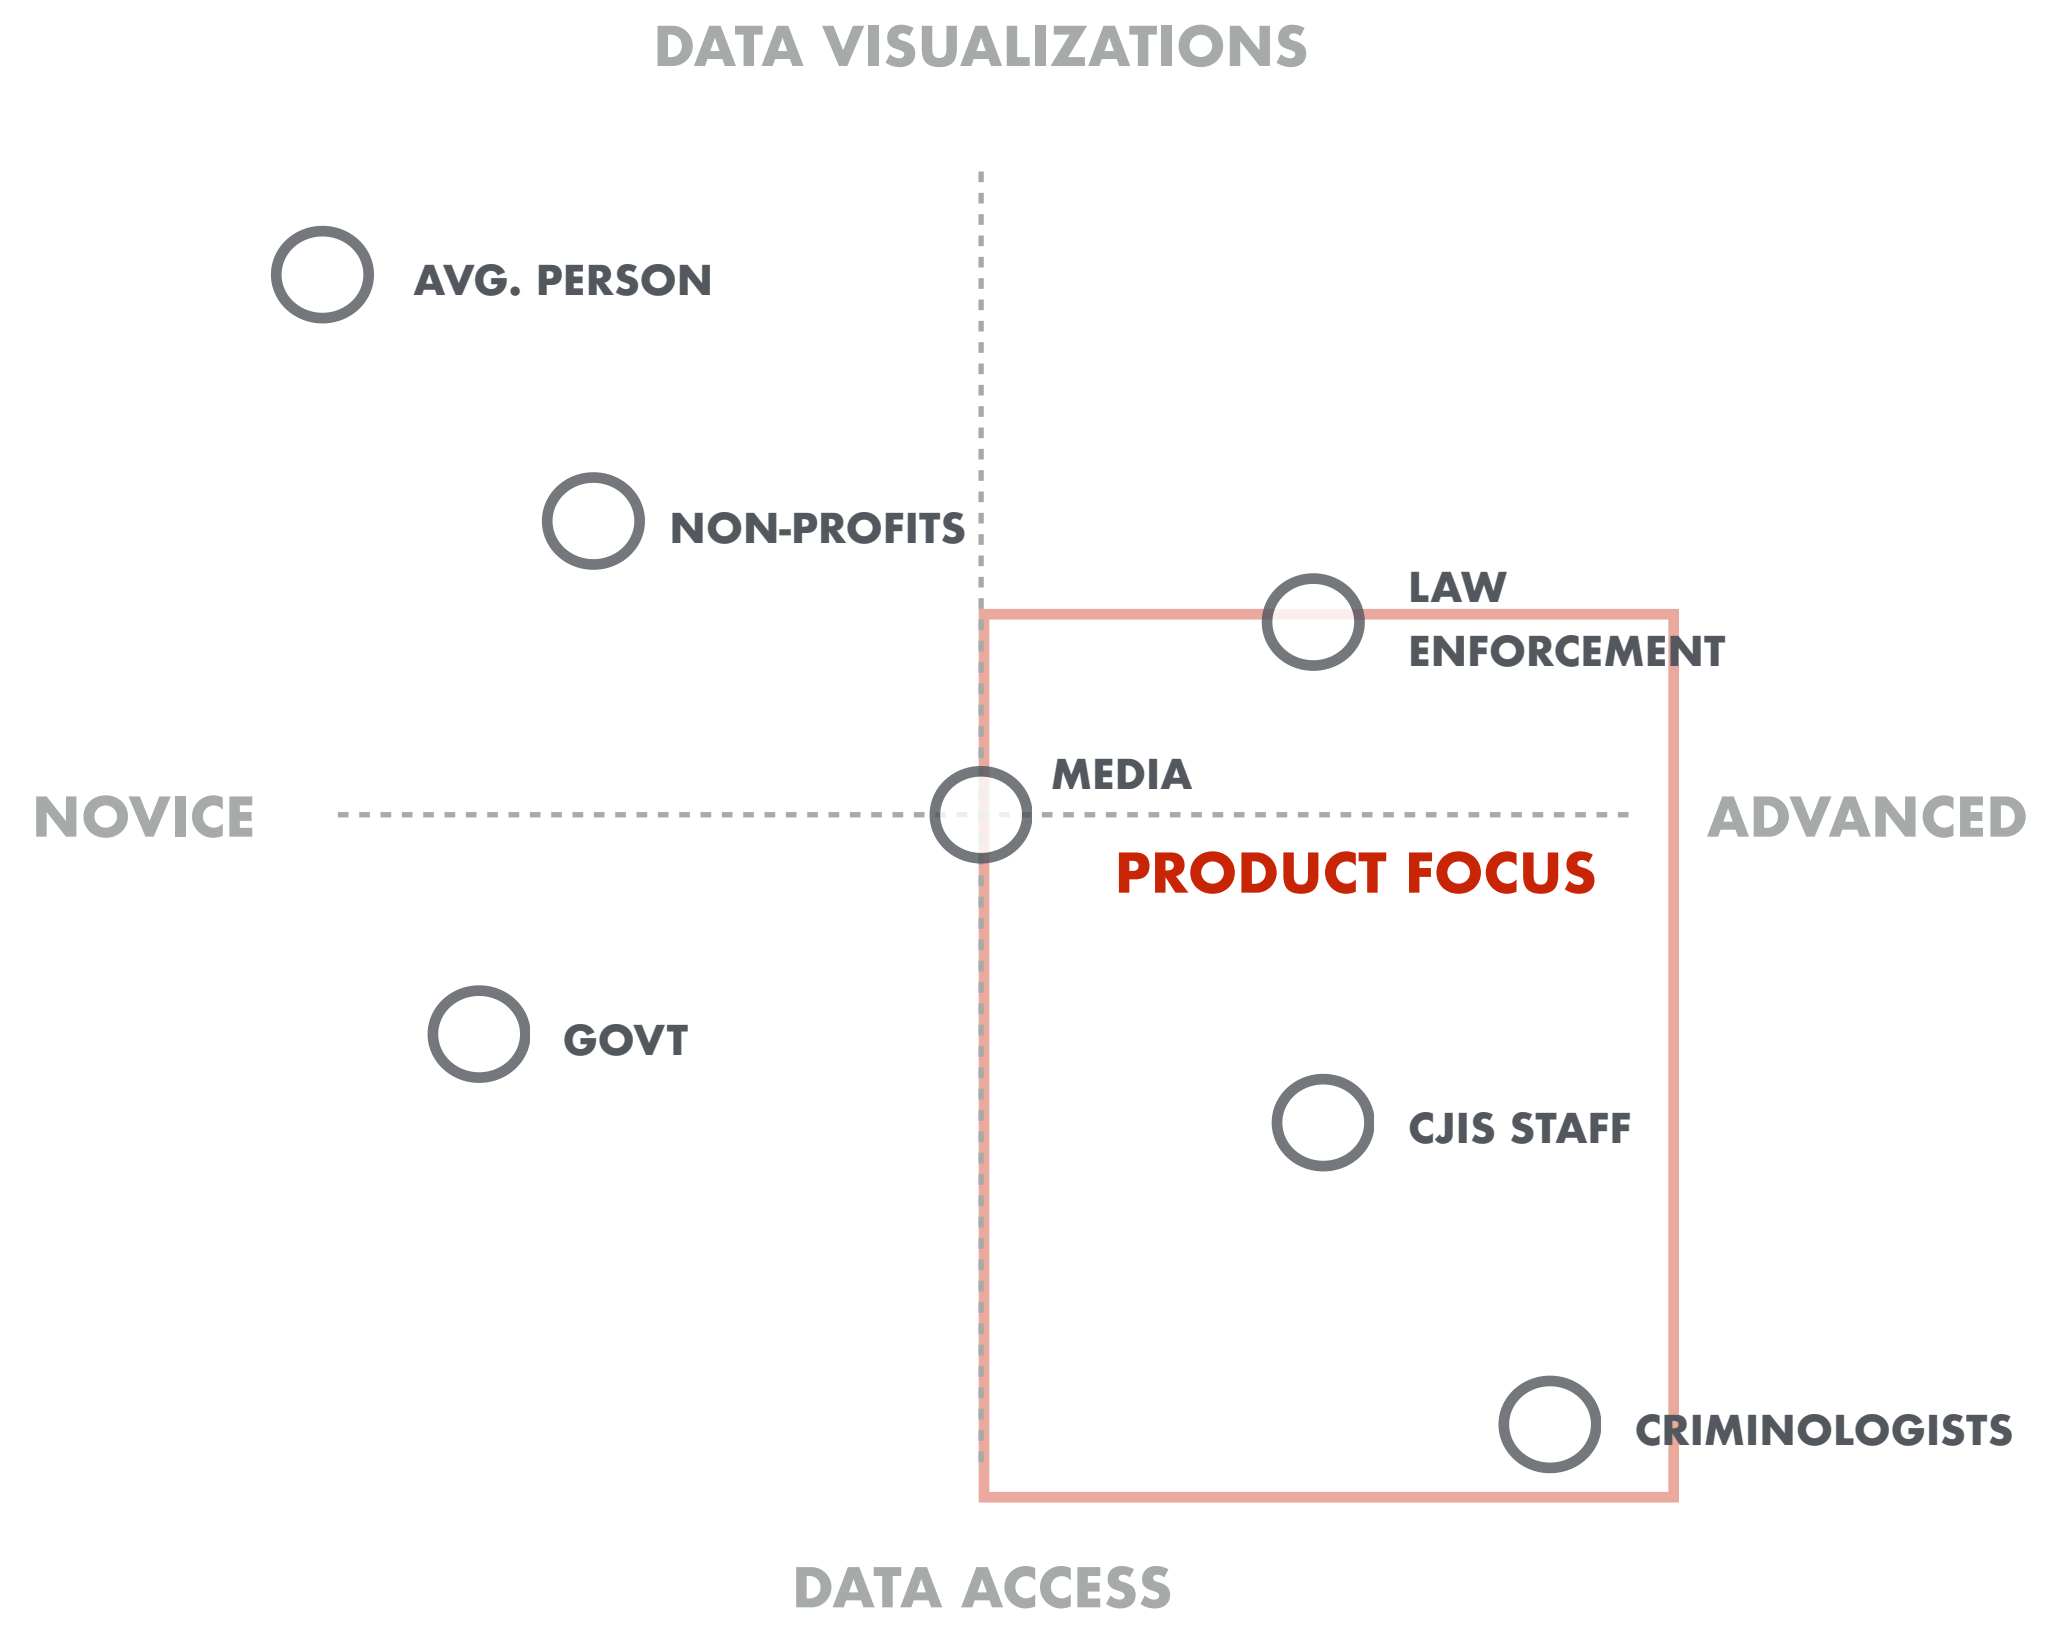 DATA VISUALIZATIONS
AVG. PERSON
NON-PROFITS
LAW
ENFORCEMENT
MEDIA
NOVICE
ADVANCED
PRODUCT FOCUS
GOVT
CJIS STAFF
CRIMINOLOGISTS
DATA ACCESS